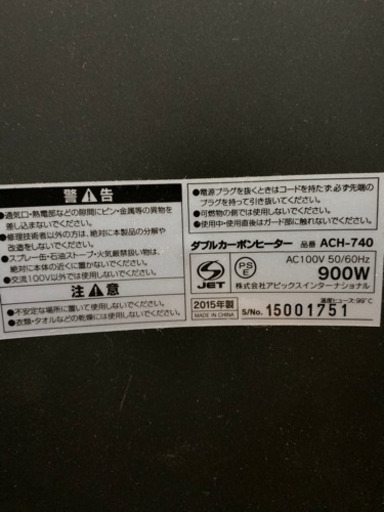 警告
●通気口・熱電部などの隙間にピン・金属等の異物を
差し込まないでください。
●修理技術者以外の方は、絶対に本製品の分解や
改造をしないでください。
●スプレー缶・石油ストーブ・火気厳禁扱い物は、
絶対に本体の近くに置かないでください。
●交流100V以外では使用しないでください。
注意
●不安定な場所に置いて使用しないでください。
●衣類・タオルなどの乾燥には使用しないでください。
●電源プラグを抜くときはコードを持たず、必ず先端の
プラグを持って引き抜いてください。
●可燃物の側では使用しないでください。
●使用中・使用直後はガード部に触れないでください。
ダブルカーボンヒーター 品番 ACH-740
JET
PS
E
AC100V 50/60Hz
900W
株式会社アピックスインターナショナル
2015年製
MADE IN CHINA
温度ヒューズ:99℃
S/No. 15001751